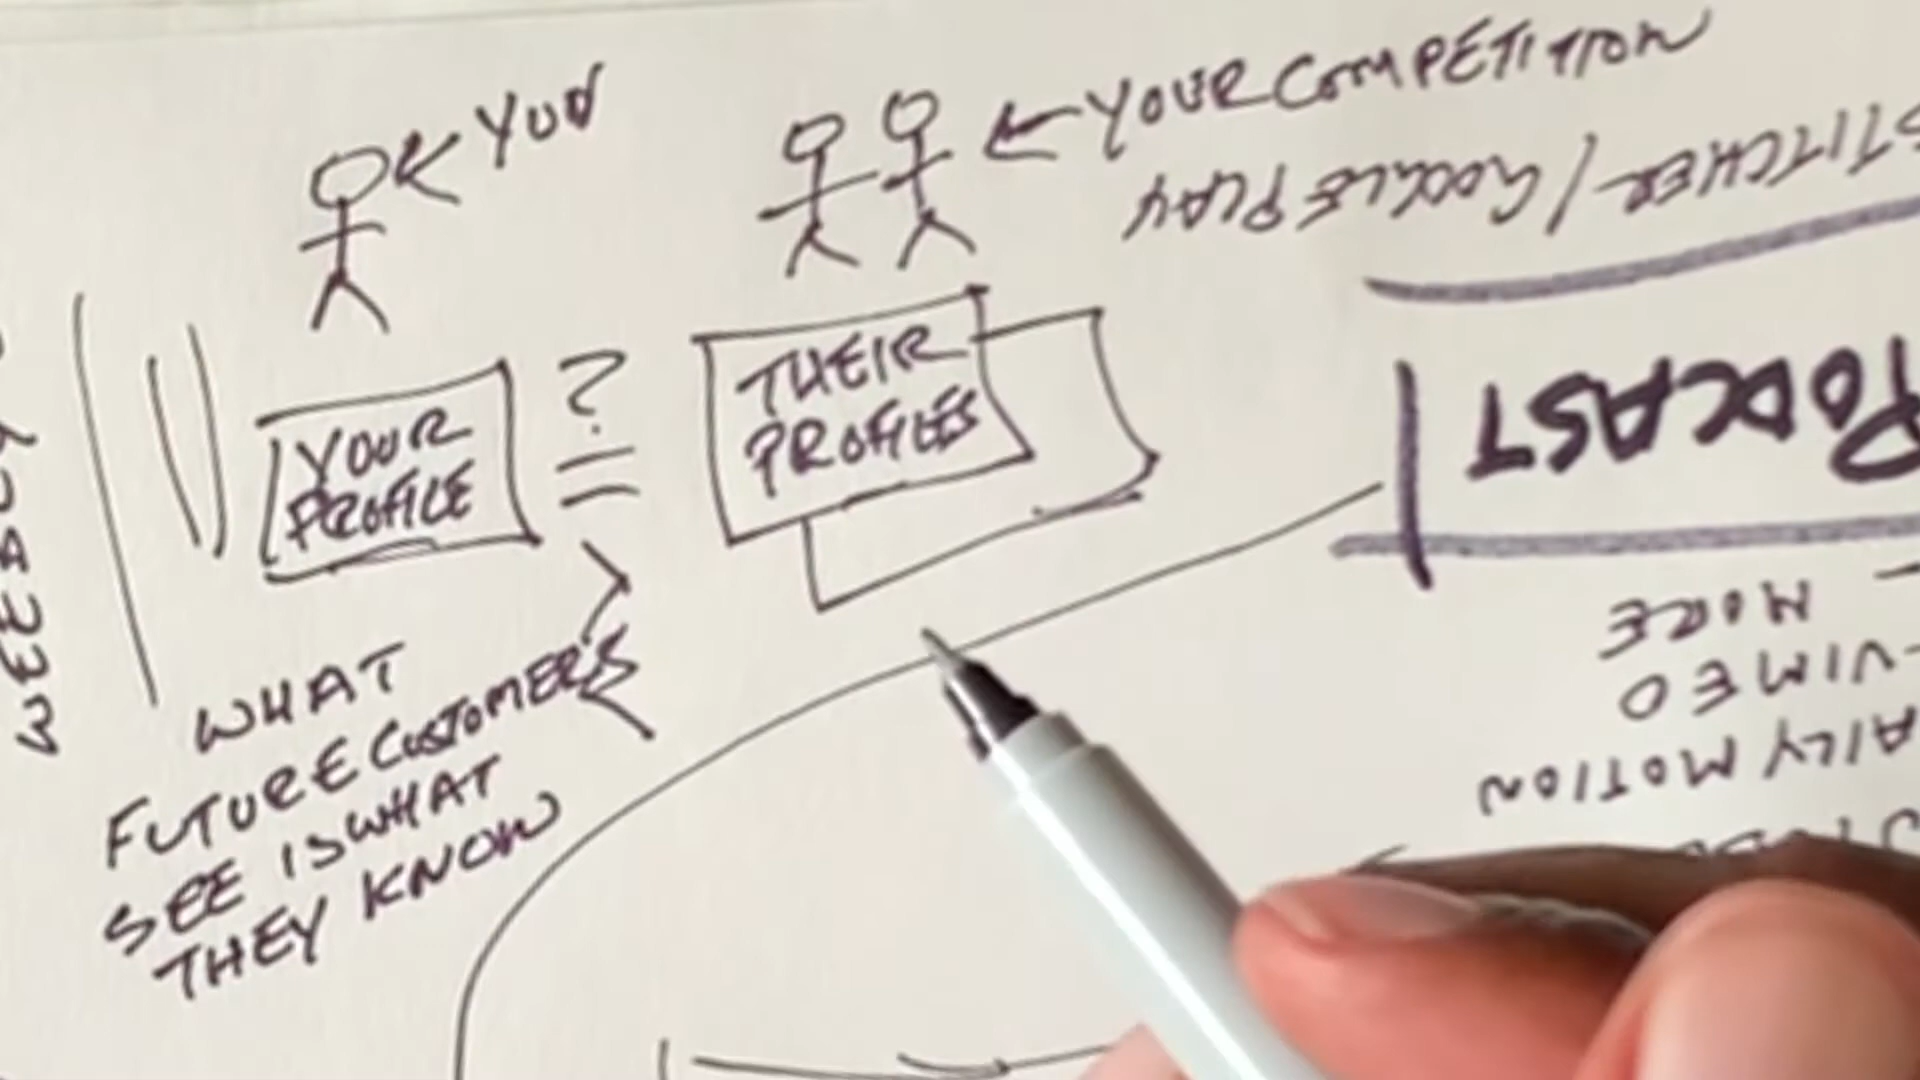 YOU
YOUR COMPETITION
STITCHER/GOOGLE PLAY
YOUR
PROFILE
?
=
THEIR
PROFILES
PODCAST
WHAT
FUTURE CUSTOMERS
SEE IS WHAT
THEY KNOW
MORE
-VIMEO
AILY MOTION